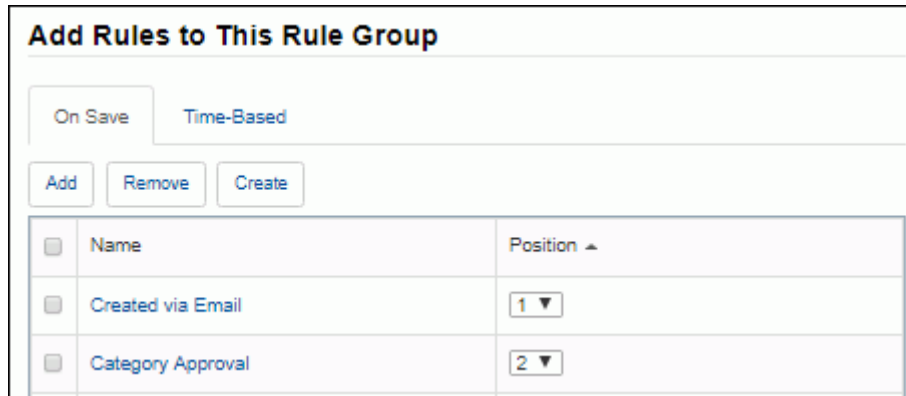 Add Rules to This Rule Group
On Save Time-Based
Add Remove Create
Name Position
Created via Email 1
Category Approval 2